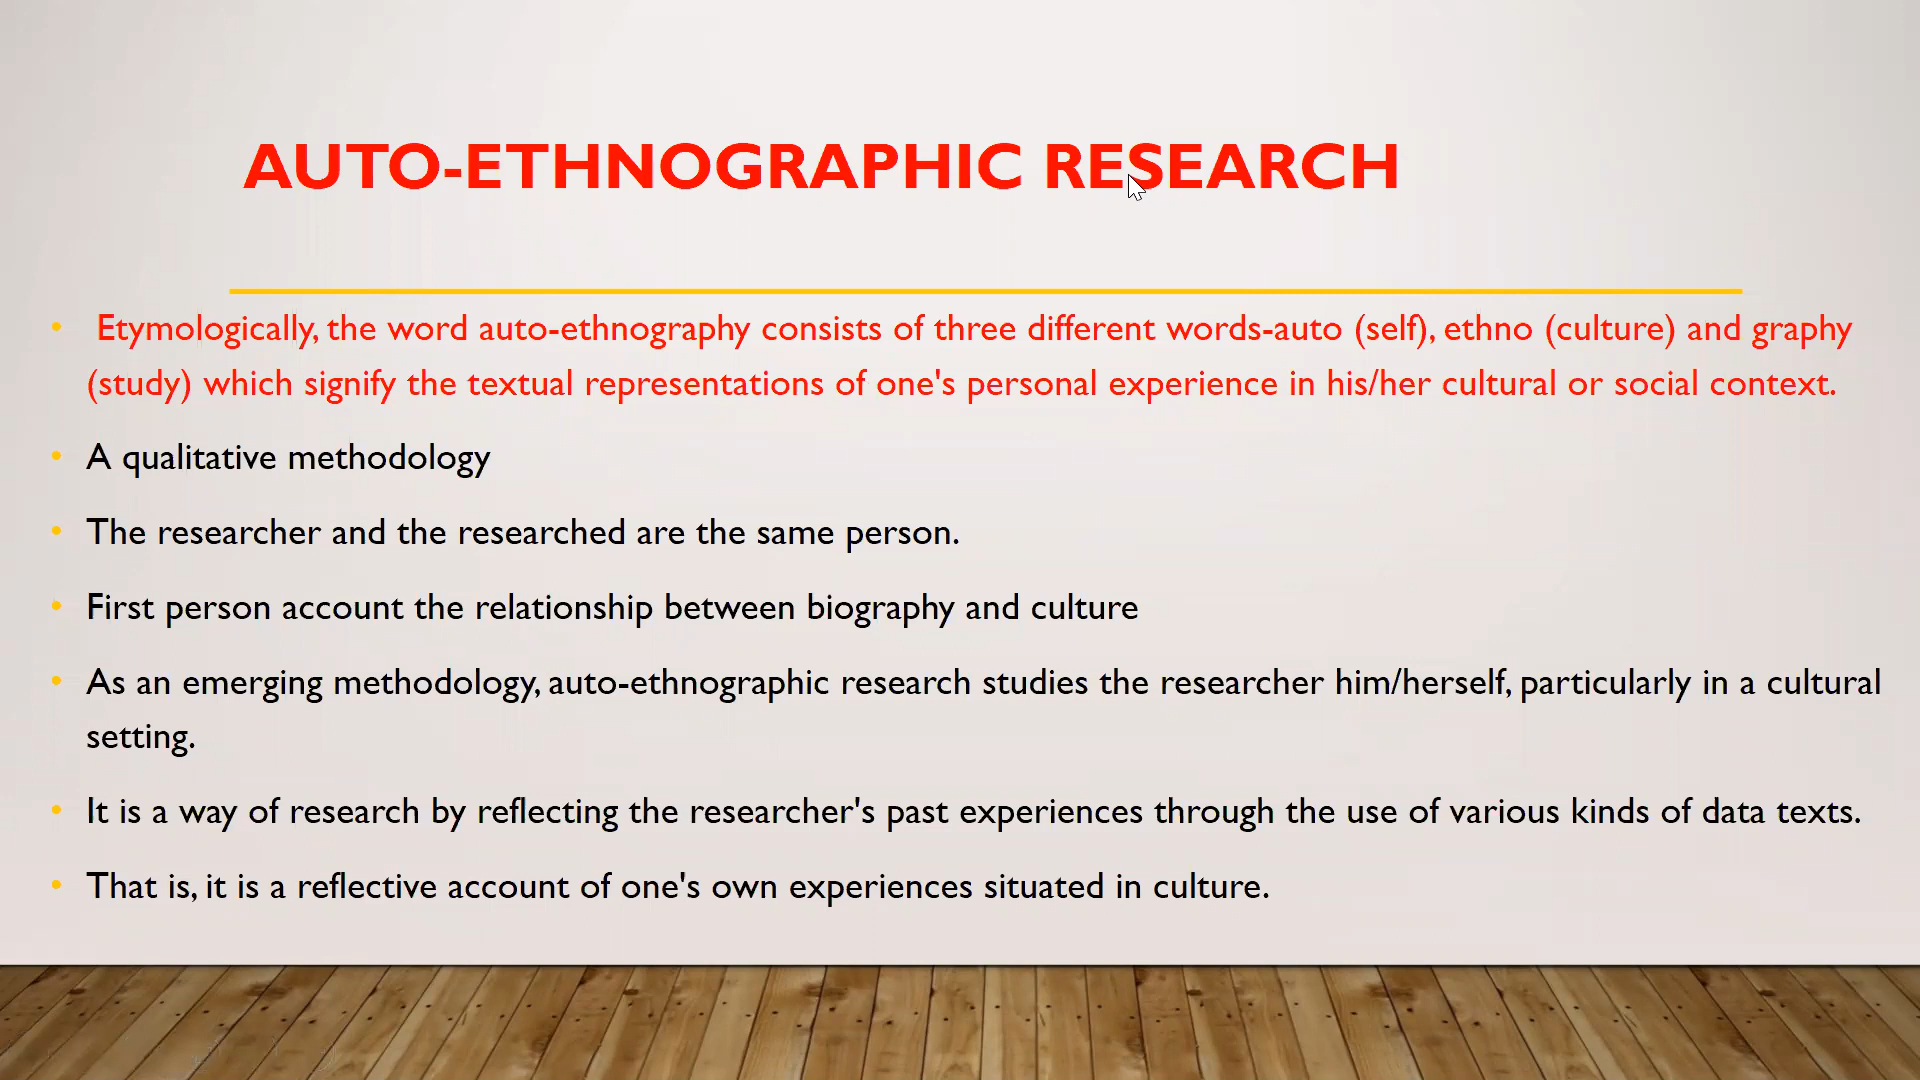 AUTO-ETHNOGRAPHIC RESEARCH
• Etymologically, the word auto-ethnography consists of three different words-auto (self), ethno (culture) and graphy
(study) which signify the textual representations of one's personal experience in his/her cultural or social context.
• A qualitative methodology
• The researcher and the researched are the same person.
• First person account the relationship between biography and culture
• As an emerging methodology, auto-ethnographic research studies the researcher him/herself, particularly in a cultural
setting.
• It is a way of research by reflecting the researcher's past experiences through the use of various kinds of data texts.
• That is, it is a reflective account of one's own experiences situated in culture.